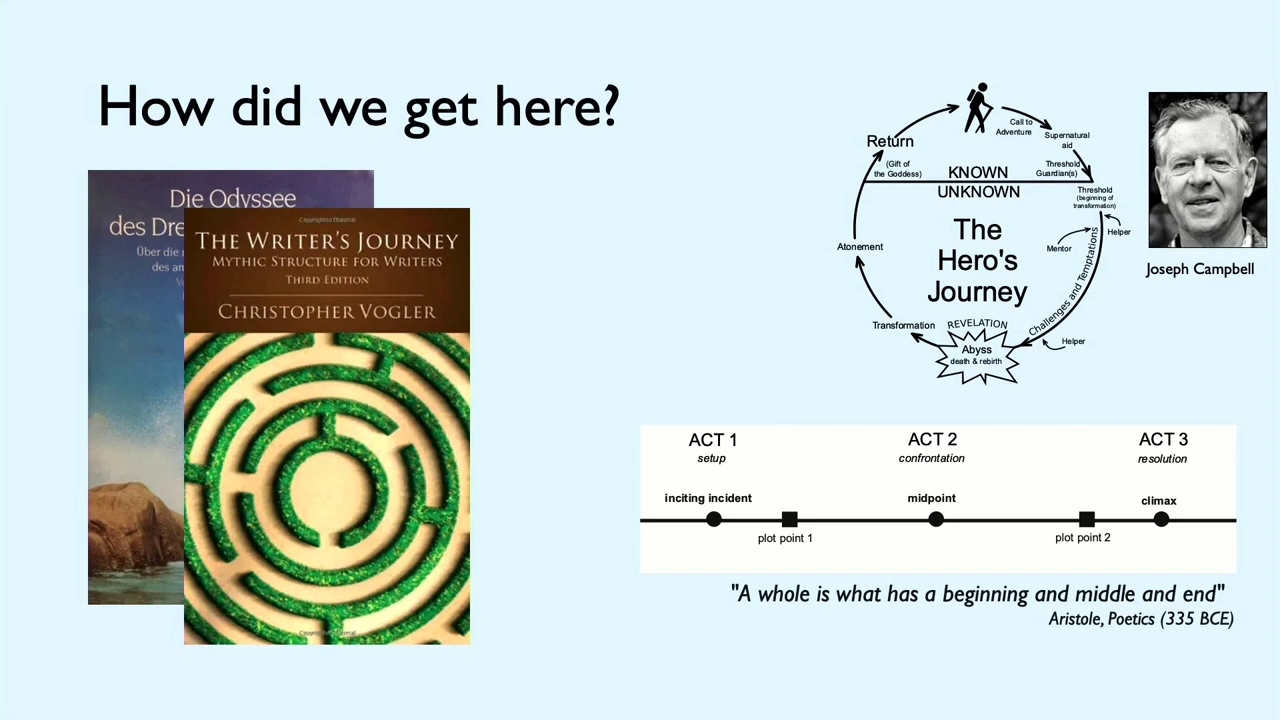 How did we get here?
Die Odyssee
des Dre
Über die
des
Copyrighted Material
THE WRITER'S JOURNEY
MYTHIC STRUCTURE FOR WRITERS
THIRD EDITION
CHRISTOPHER VOGLER
Copyrighted Material
Call to
Adventure
Supernatural
aid
Return
(Gift of
the Goddess)
Threshold
Guardian(s)
KNOWN
UNKNOWN
Threshold
(beginning of
transformation)
Helper
Mentor
Atonement
The
Hero's
Journey
Challenges and Temptations
Transformation
REVELATION
Helper
Abyss
death & rebirth
Joseph Campbell
ACT 1
setup
ACT 2
confrontation
ACT 3
resolution
inciting incident
midpoint
climax
plot point 1
plot point 2
"A whole is what has a beginning and middle and end"
Aristole, Poetics (335 BCE)